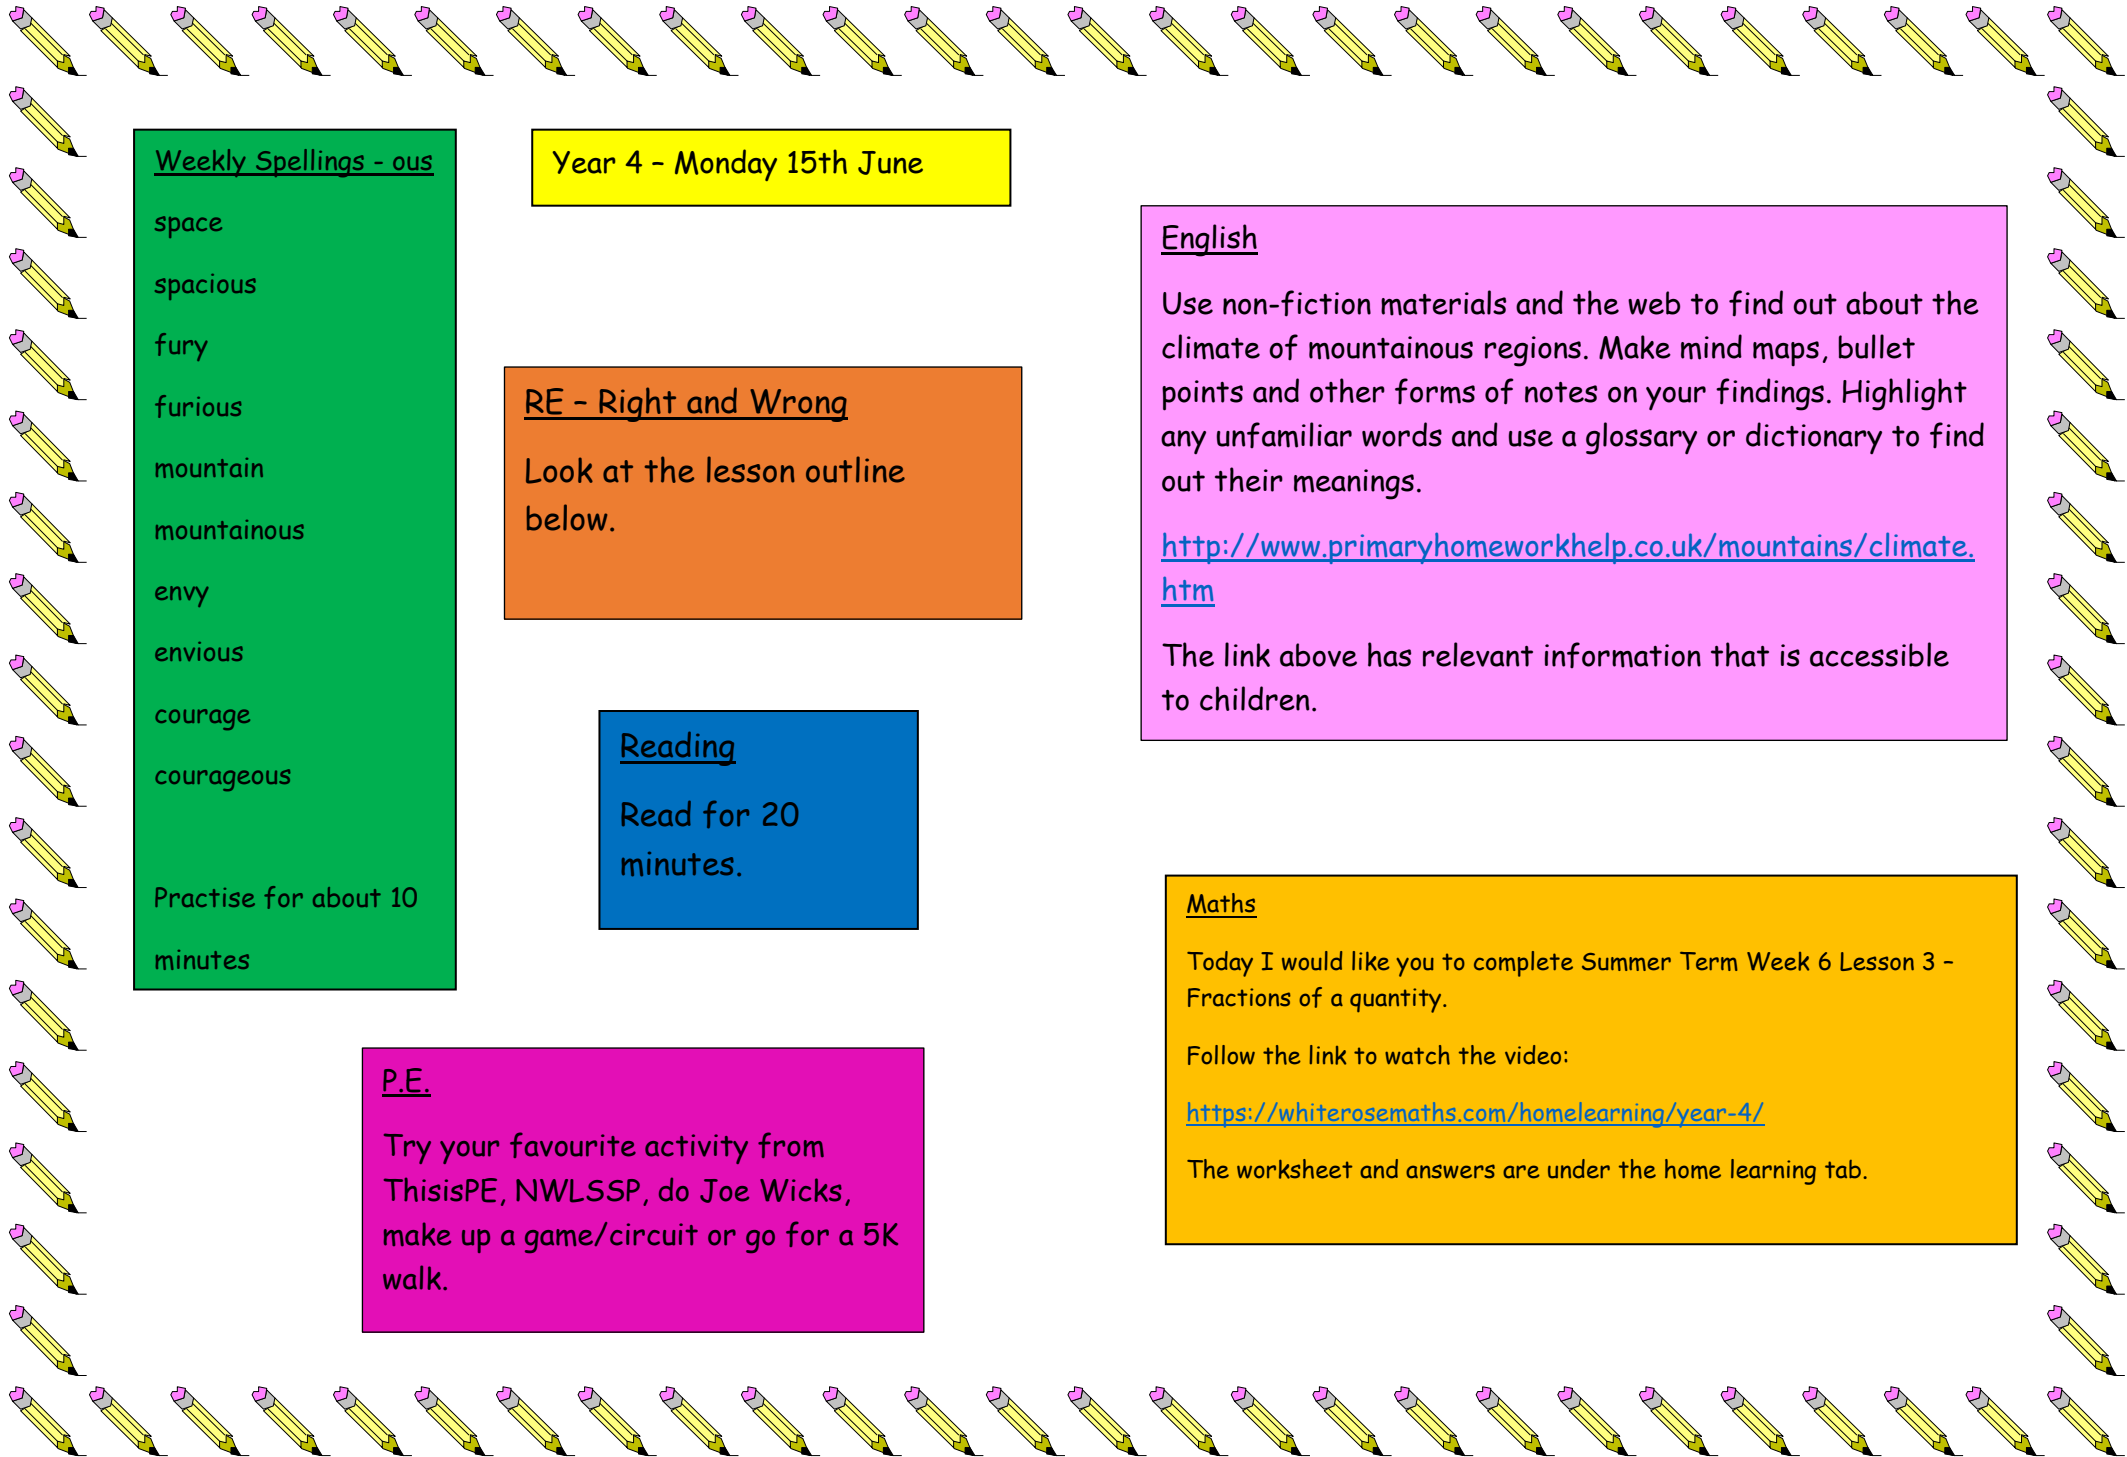 Weekly Spellings - ous
space
spacious
fury
furious
mountain
mountainous
envy
envious
courage
courageous
Practise for about 10
minutes
Year 4 – Monday 15th June
RE – Right and Wrong
Look at the lesson outline
below.
Reading
Read for 20
minutes.
P.E.
Try your favourite activity from
ThisisPE, NWLSSP, do Joe Wicks,
make up a game/circuit or go for a 5K
walk.
English
Use non-fiction materials and the web to find out about the
climate of mountainous regions. Make mind maps, bullet
points and other forms of notes on your findings. Highlight
any unfamiliar words and use a glossary or dictionary to find
out their meanings.
http://www.primaryhomeworkhelp.co.uk/mountains/climate.
htm
The link above has relevant information that is accessible
to children.
Maths
Today I would like you to complete Summer Term Week 6 Lesson 3 –
Fractions of a quantity.
Follow the link to watch the video:
https://whiterosemaths.com/homelearning/year-4/
The worksheet and answers are under the home learning tab.